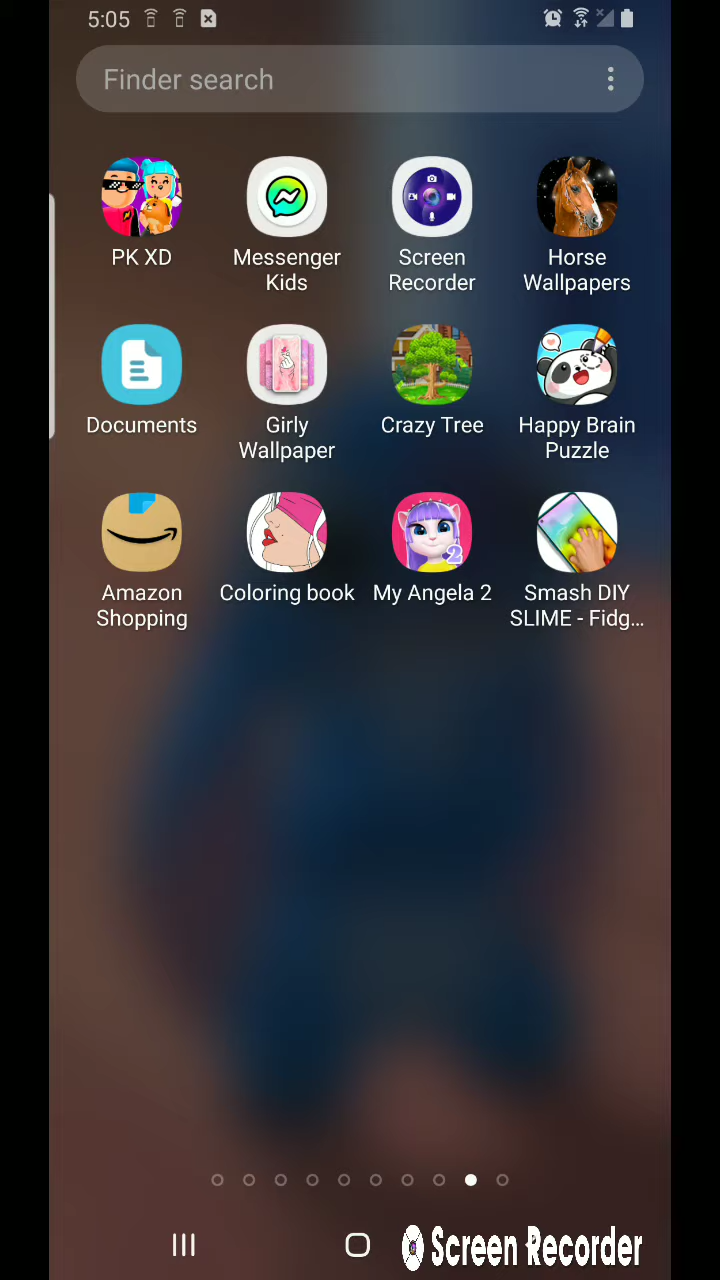 5:05
Finder search
PK XD
Messenger
Kids
Screen
Recorder
Horse
Wallpapers
Documents
Girly
Wallpaper
Crazy Tree
Happy Brain
Puzzle
Amazon
Shopping
Coloring book
My Angela 2
2
Smash DIY
SLIME - Fidg...
Screen Recorder